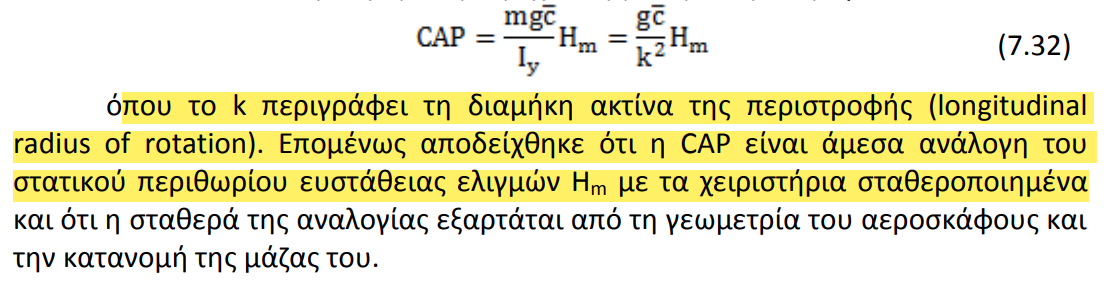 CAP = mgc̄/I_y H_m = gc̄/k² H_m (7.32)
όπου το k περιγράφει τη διαμήκη ακτίνα της περιστροφής (longitudinal
radius of rotation). Επομένως αποδείχθηκε ότι η CAP είναι άμεσα ανάλογη του
στατικού περιθωρίου ευστάθειας ελιγμών H_m με τα χειριστήρια σταθεροποιημένα
και ότι η σταθερά της αναλογίας εξαρτάται από τη γεωμετρία του αεροσκάφους και
την κατανομή της μάζας του.